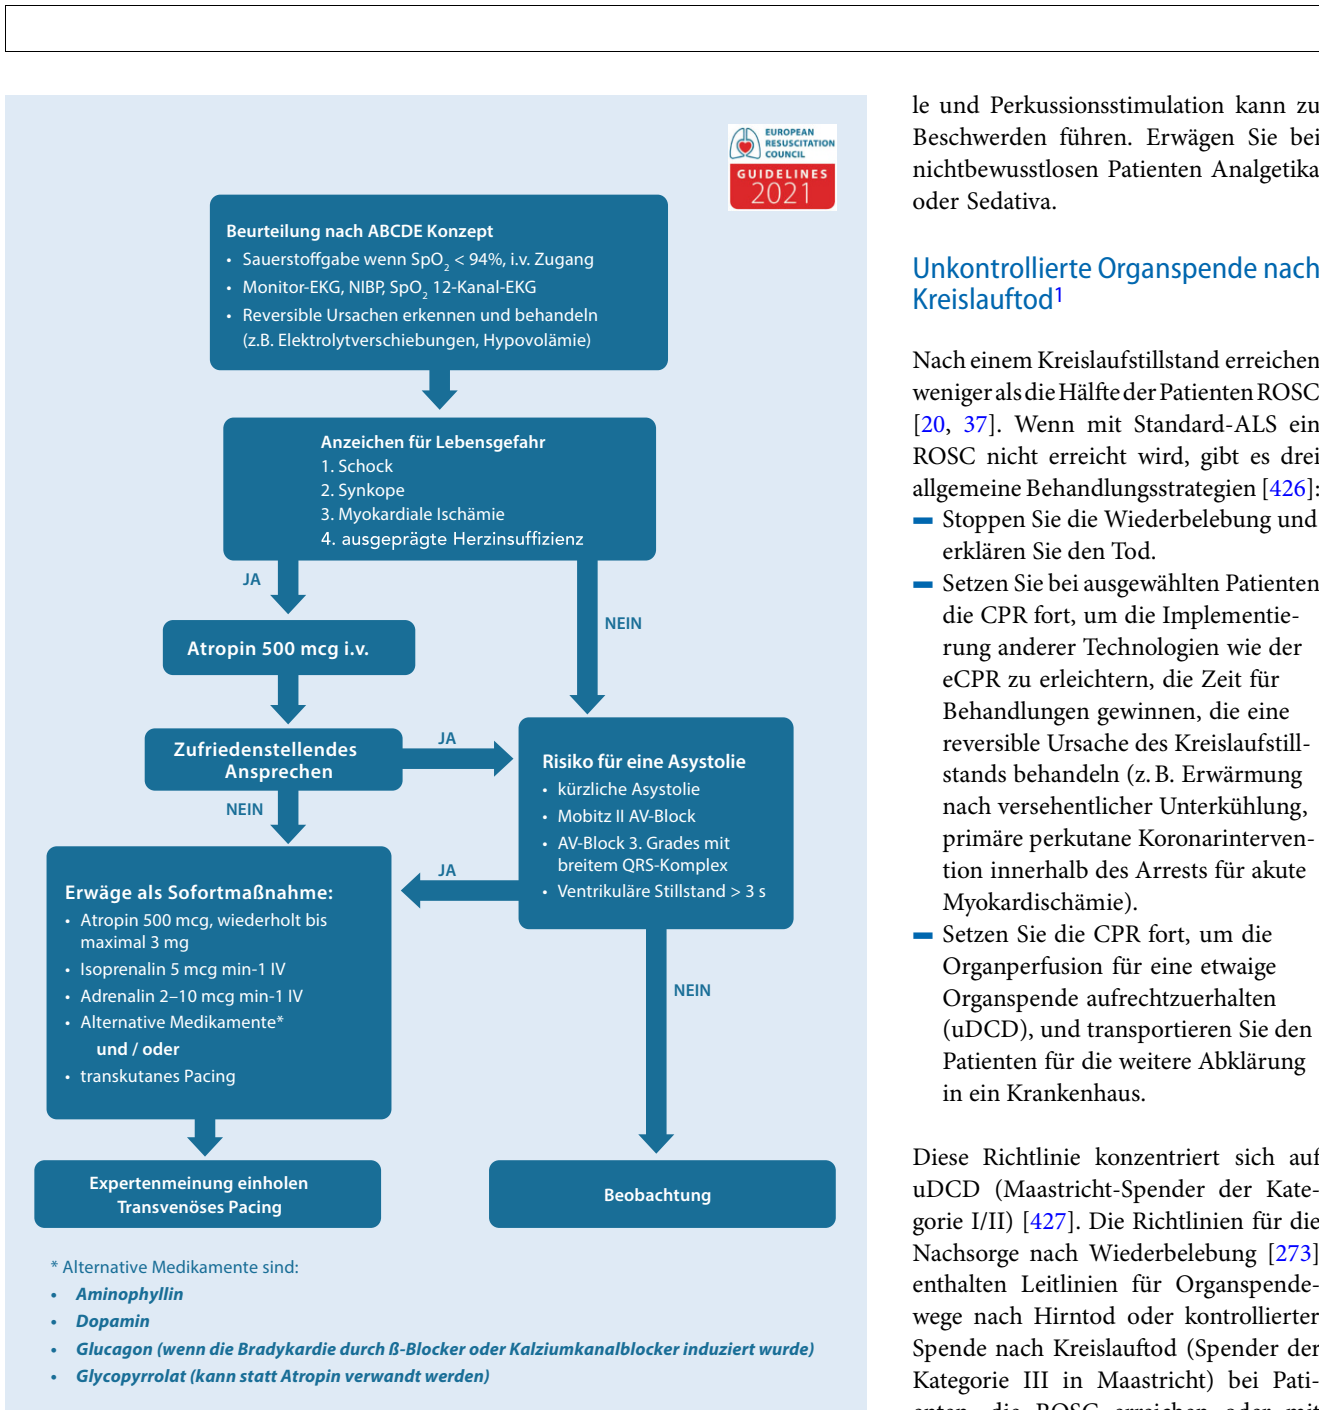 EUROPEAN
RESUSCITATION
COUNCIL
GUIDELINES
2021
Beurteilung nach ABCDE Konzept
• Sauerstoffgabe wenn SpO2 < 94%, i.v. Zugang
• Monitor-EKG, NIBP, SpO2 12-Kanal-EKG
• Reversible Ursachen erkennen und behandeln
(z.B. Elektrolytverschiebungen, Hypovolämie)
Anzeichen für Lebensgefahr
1. Schock
2. Synkope
3. Myokardiale Ischämie
4. ausgeprägte Herzinsuffizienz
JA
NEIN
Atropin 500 mcg i.v.
Zufriedenstellendes
Ansprechen
JA
NEIN
Risiko für eine Asystolie
• kürzliche Asystolie
• Mobitz II AV-Block
• AV-Block 3. Grades mit
breitem QRS-Komplex
• Ventrikuläre Stillstand > 3 s
JA
NEIN
Erwäge als Sofortmaßnahme:
• Atropin 500 mcg, wiederholt bis
maximal 3 mg
• Isoprenalin 5 mcg min-1 IV
• Adrenalin 2–10 mcg min-1 IV
• Alternative Medikamente*
und / oder
• transkutanes Pacing
Expertenmeinung einholen
Transvenöses Pacing
Beobachtung
* Alternative Medikamente sind:
• Aminophyllin
• Dopamin
• Glucagon (wenn die Bradykardie durch ß-Blocker oder Kalziumkanalblocker induziert wurde)
• Glycopyrrolat (kann statt Atropin verwandt werden)
le und Perkussionsstimulation kann zu
Beschwerden führen. Erwägen Sie bei
nichtbewusstlosen Patienten Analgetika
oder Sedativa.
Unkontrollierte Organspende nach
Kreislauftod1
Nach einem Kreislaufstillstand erreichen
weniger als die Hälfte der Patienten ROSC
[20, 37]. Wenn mit Standard-ALS ein
ROSC nicht erreicht wird, gibt es drei
allgemeine Behandlungsstrategien [426]:
– Stoppen Sie die Wiederbelebung und
erklären Sie den Tod.
– Setzen Sie bei ausgewählten Patienten
die CPR fort, um die Implementie-
rung anderer Technologien wie der
eCPR zu erleichtern, die Zeit für
Behandlungen gewinnen, die eine
reversible Ursache des Kreislaufstill-
stands behandeln (z. B. Erwärmung
nach versehentlicher Unterkühlung,
primäre perkutane Koronarinterven-
tion innerhalb des Arrests für akute
Myokardischämie).
– Setzen Sie die CPR fort, um die
Organperfusion für eine etwaige
Organspende aufrechtzuerhalten
(uDCD), und transportieren Sie den
Patienten für die weitere Abklärung
in ein Krankenhaus.
Diese Richtlinie konzentriert sich auf
uDCD (Maastricht-Spender der Kate-
gorie I/II) [427]. Die Richtlinien für die
Nachsorge nach Wiederbelebung [273]
enthalten Leitlinien für Organspende-
wege nach Hirntod oder kontrollierter
Spende nach Kreislauftod (Spender der
Kategorie III in Maastricht) bei Pati-
enten, die ROSC erreichen oder mit